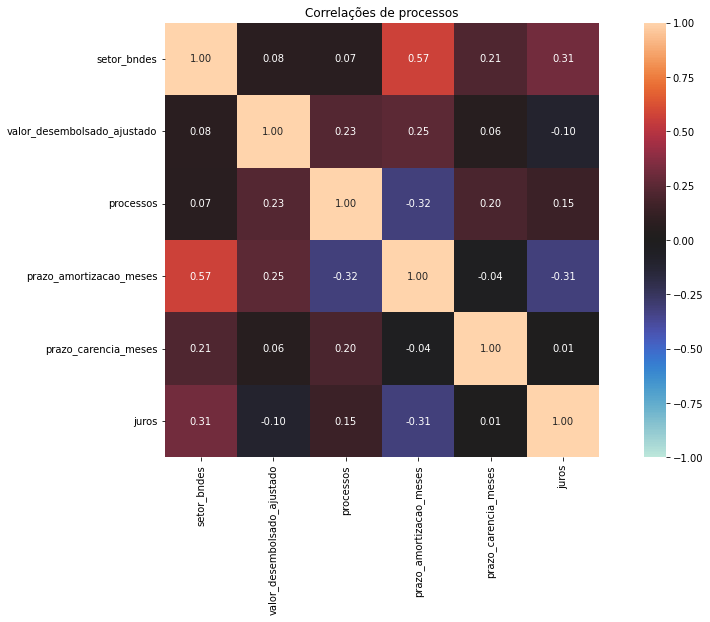 Correlações de processos
setor_bndes
1.00 0.08 0.07 0.57 0.21 0.31
valor_desembolsado_ajustado
0.08 1.00 0.23 0.25 0.06 -0.10
processos
0.07 0.23 1.00 -0.32 0.20 0.15
prazo_amortizacao_meses
0.57 0.25 -0.32 1.00 -0.04 -0.31
prazo_carencia_meses
0.21 0.06 0.20 -0.04 1.00 0.01
juros
0.31 -0.10 0.15 -0.31 0.01 1.00
setor_bndes
valor_desembolsado_ajustado
processos
prazo_amortizacao_meses
prazo_carencia_meses
juros
1.00
0.75
0.50
0.25
0.00
−0.25
−0.50
−0.75
−1.00